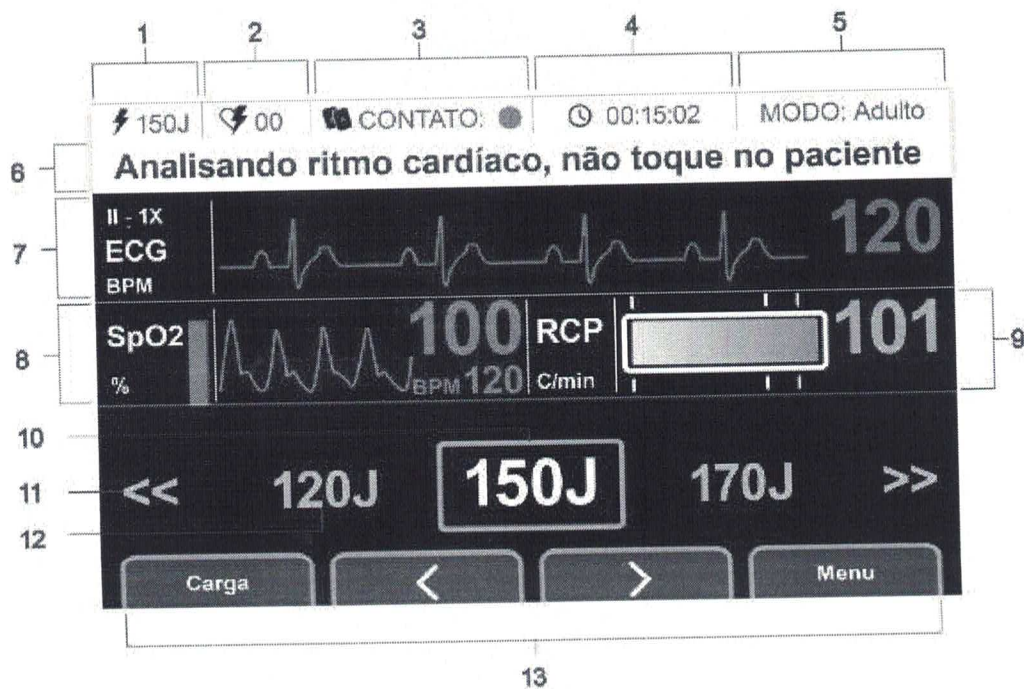 1 2 3 4 5
150J 00 CONTATO: 00:15:02 MODO: Adulto
6
Analisando ritmo cardíaco, não toque no paciente
7
II - 1X
ECG
BPM
120
8
SpO2
%
100
BPM 120
RCP
C/min
101
9
10
11
12
<< 120J 150J 170J >>
Carga < > Menu
13